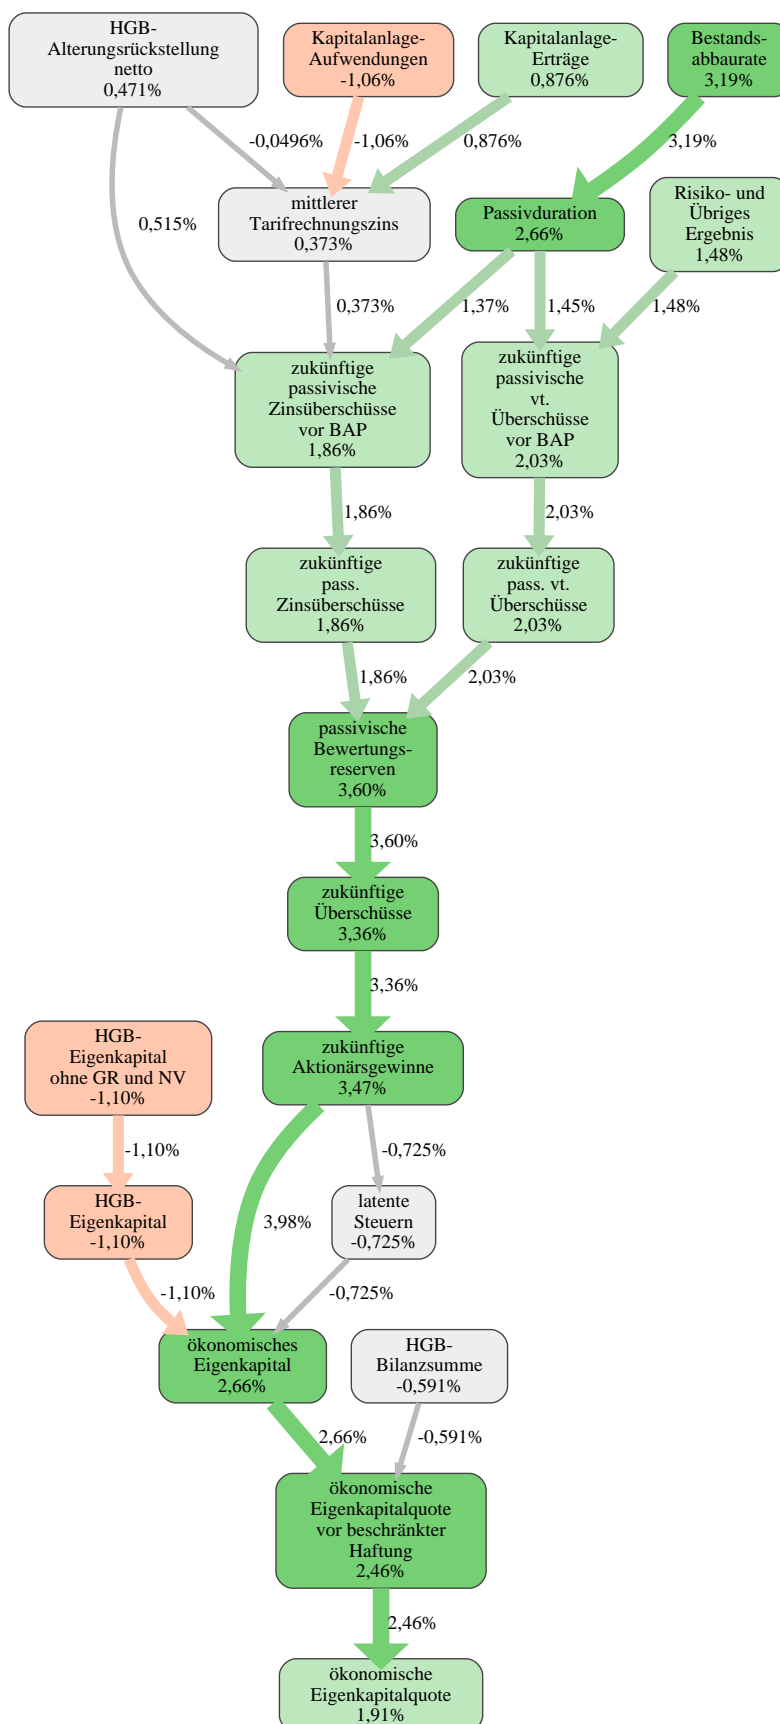 HGB-
Alterungsrückstellung
netto
0,471%
Kapitalanlage-
Aufwendungen
-1,06%
Kapitalanlage-
Erträge
0,876%
Bestands-
abbaurate
3,19%
-0,0496%
-1,06%
0,876%
3,19%
0,515%
mittlerer
Tarifrechnungszins
0,373%
Passivduration
2,66%
Risiko- und
Übriges
Ergebnis
1,48%
0,373%
1,37%
1,45%
1,48%
zukünftige
passivische
Zinsüberschüsse
vor BAP
1,86%
zukünftige
passivische
vt.
Überschüsse
vor BAP
2,03%
1,86%
2,03%
zukünftige
pass.
Zinsüberschüsse
1,86%
zukünftige
pass. vt.
Überschüsse
2,03%
1,86%
2,03%
passivische
Bewertungs-
reserven
3,60%
3,60%
zukünftige
Überschüsse
3,36%
3,36%
HGB-
Eigenkapital
ohne GR und NV
-1,10%
zukünftige
Aktionärsgewinne
3,47%
-1,10%
-0,725%
HGB-
Eigenkapital
-1,10%
3,98%
latente
Steuern
-0,725%
-1,10%
-0,725%
ökonomisches
Eigenkapital
2,66%
HGB-
Bilanzsumme
-0,591%
2,66%
-0,591%
ökonomische
Eigenkapitalquote
vor beschränkter
Haftung
2,46%
2,46%
ökonomische
Eigenkapitalquote
1,91%